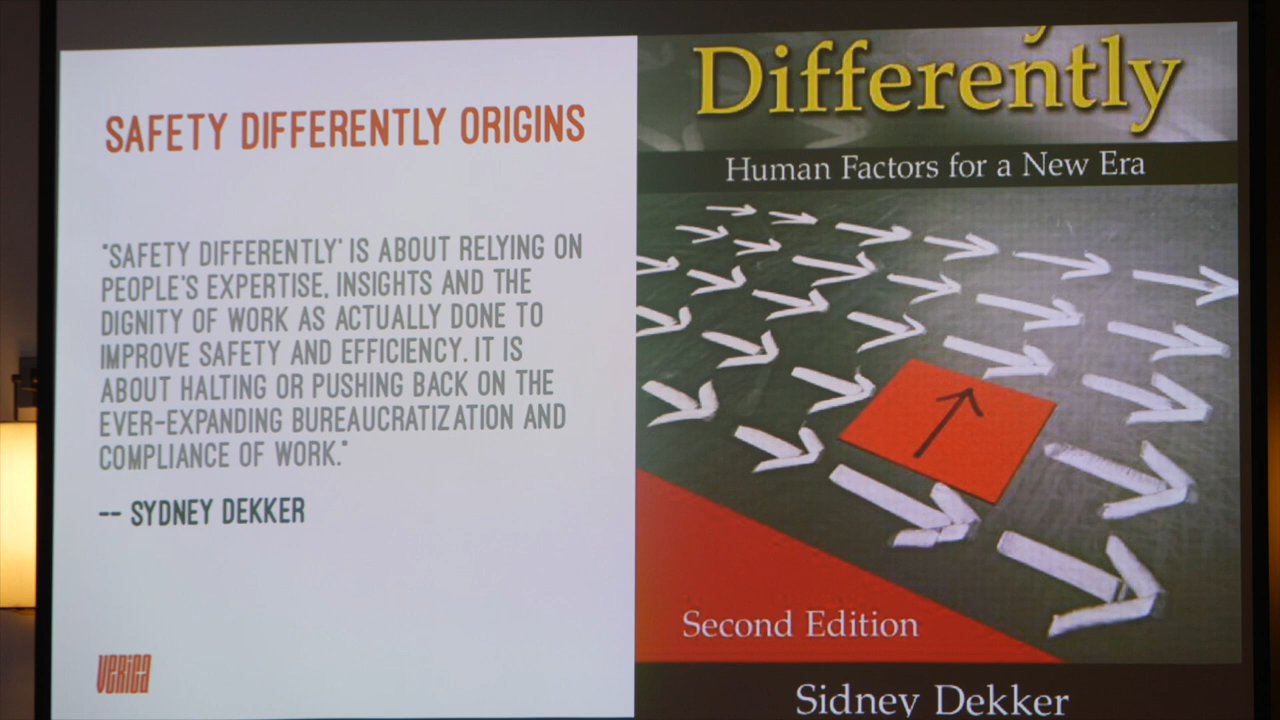 SAFETY DIFFERENTLY ORIGINS
"SAFETY DIFFERENTLY' IS ABOUT RELYING ON
PEOPLE'S EXPERTISE, INSIGHTS AND THE
DIGNITY OF WORK AS ACTUALLY DONE TO
IMPROVE SAFETY AND EFFICIENCY. IT IS
ABOUT HALTING OR PUSHING BACK ON THE
EVER-EXPANDING BUREAUCRATIZATION AND
COMPLIANCE OF WORK."
-- SYDNEY DEKKER
VERICA
Differently
Human Factors for a New Era
Second Edition
Sidney Dekker